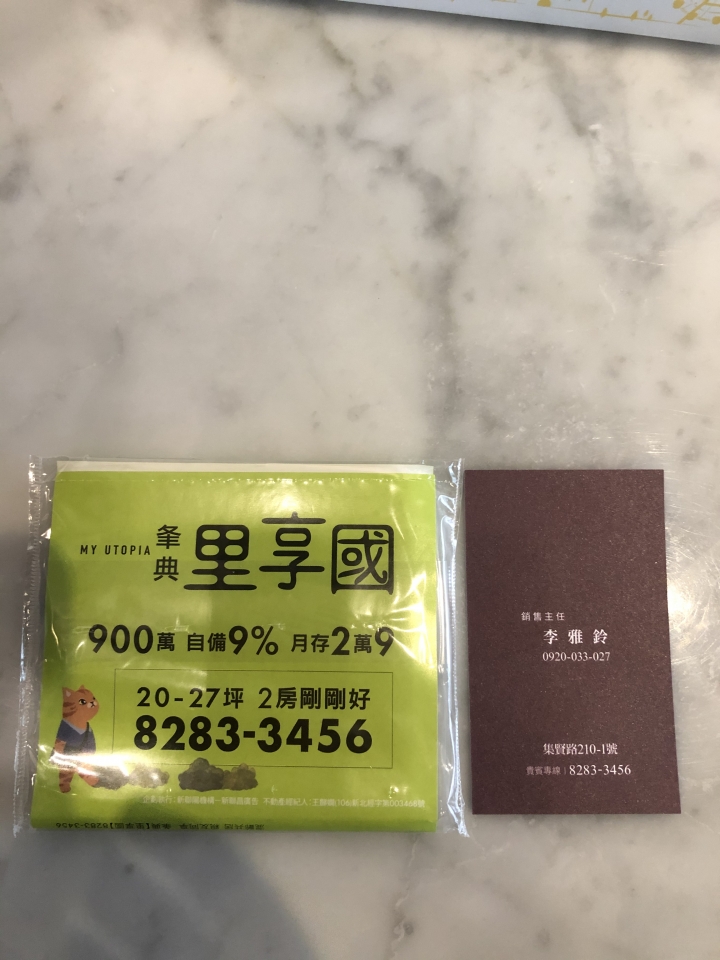 MY UTOPIA 夆典 里享國
900萬 自備9% 月存2萬9
20-27坪 2房剛剛好
8283-3456
銷售主任
李雅鈴
0920-033-027
集賢路210-1號
貴賓專線|8283-3456